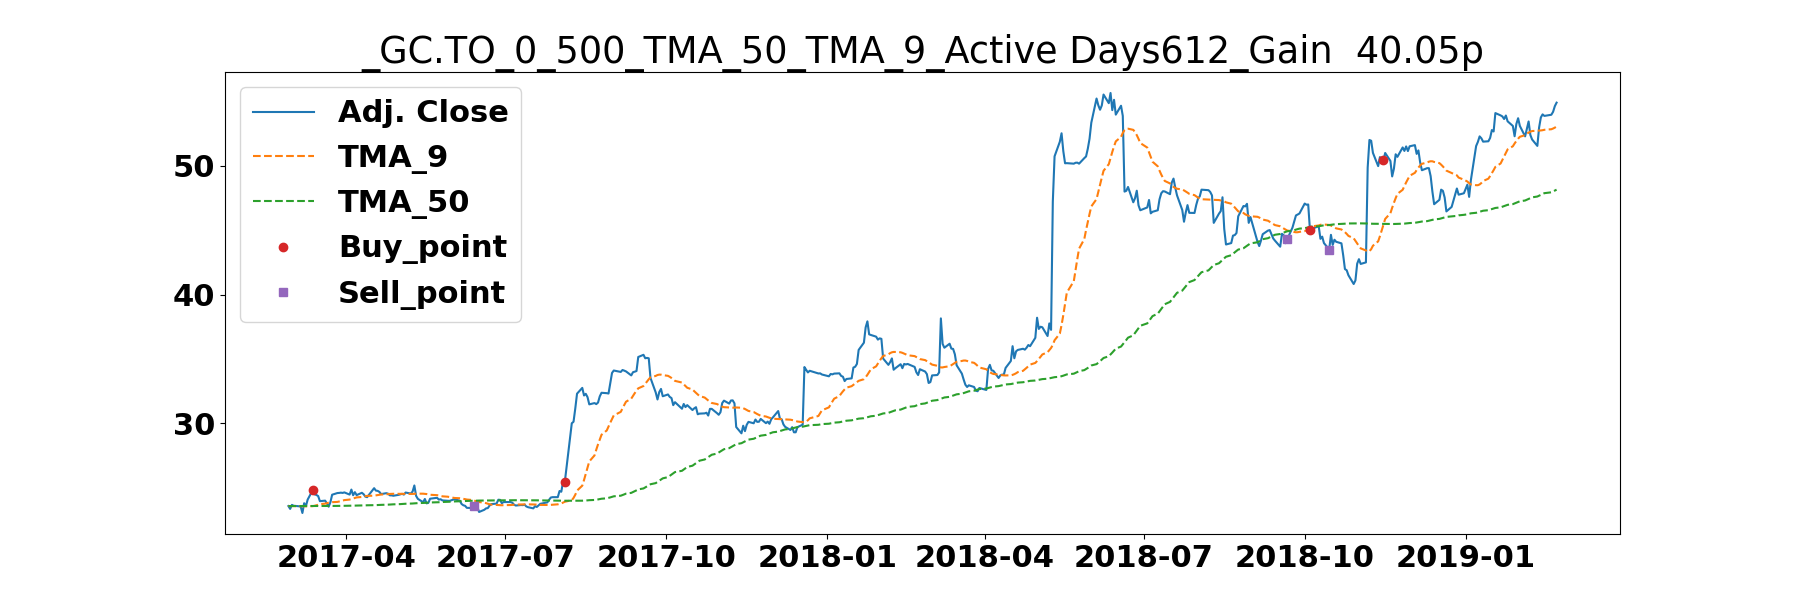 _GC.TO_0_500_TMA_50_TMA_9_Active Days612_Gain  40.05p
Adj. Close
TMA_9
TMA_50
Buy_point
Sell_point
50
40
30
2017-04 2017-07 2017-10 2018-01 2018-04 2018-07 2018-10 2019-01